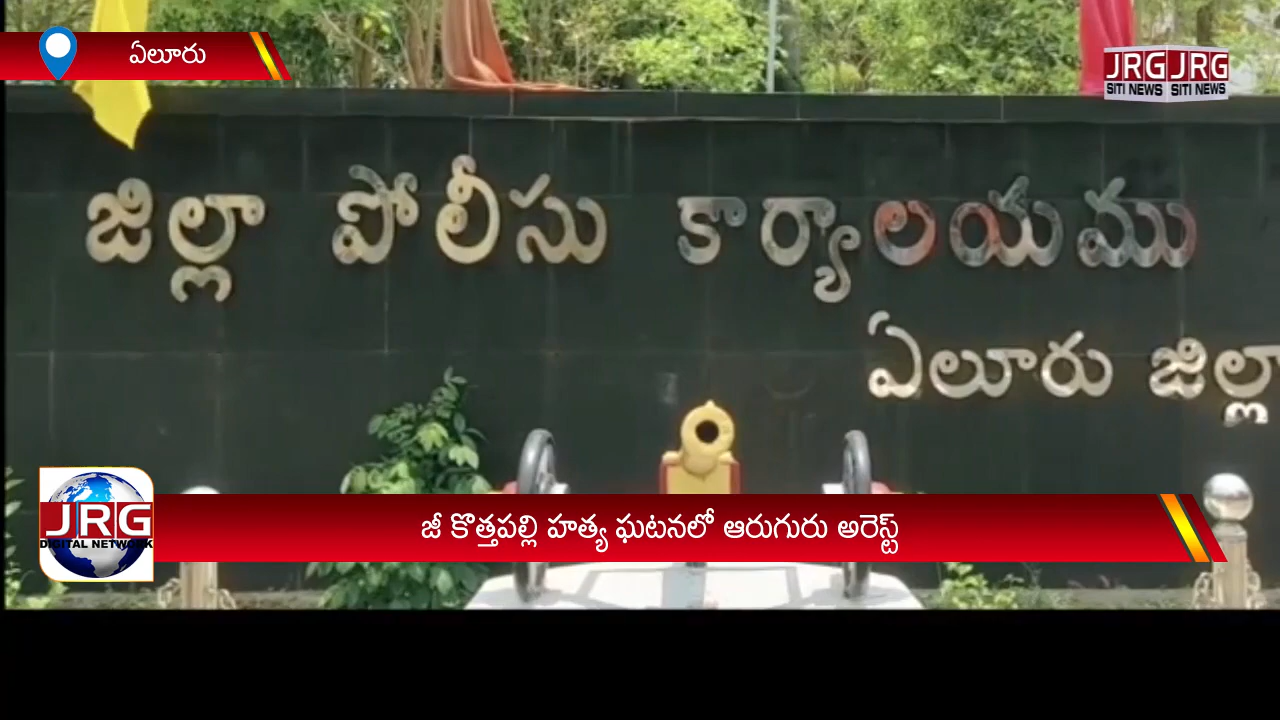 ఏలూరు
JRG JRG
SITI NEWS SITI NEWS
జిల్లా పోలీసు కార్యాలయము
ఏలూరు జిల్లా
JRG
DIGITAL NETWORK
జీ కొత్తపల్లి హత్య ఘటనలో ఆరుగురు అరెస్ట్